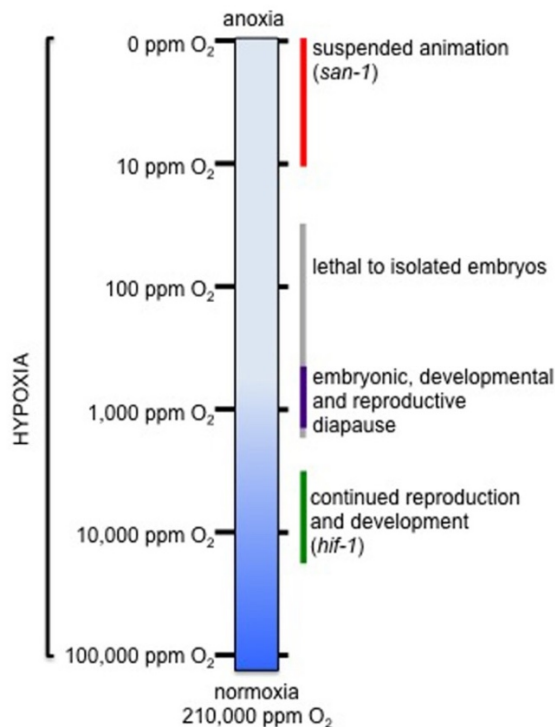 anoxia
0 ppm O₂
suspended animation
(san-1)
10 ppm O₂
lethal to isolated embryos
100 ppm O₂
HYPOXIA
embryonic, developmental
and reproductive
diapause
1,000 ppm O₂
continued reproduction
and development
(hif-1)
10,000 ppm O₂
100,000 ppm O₂
normoxia
210,000 ppm O₂